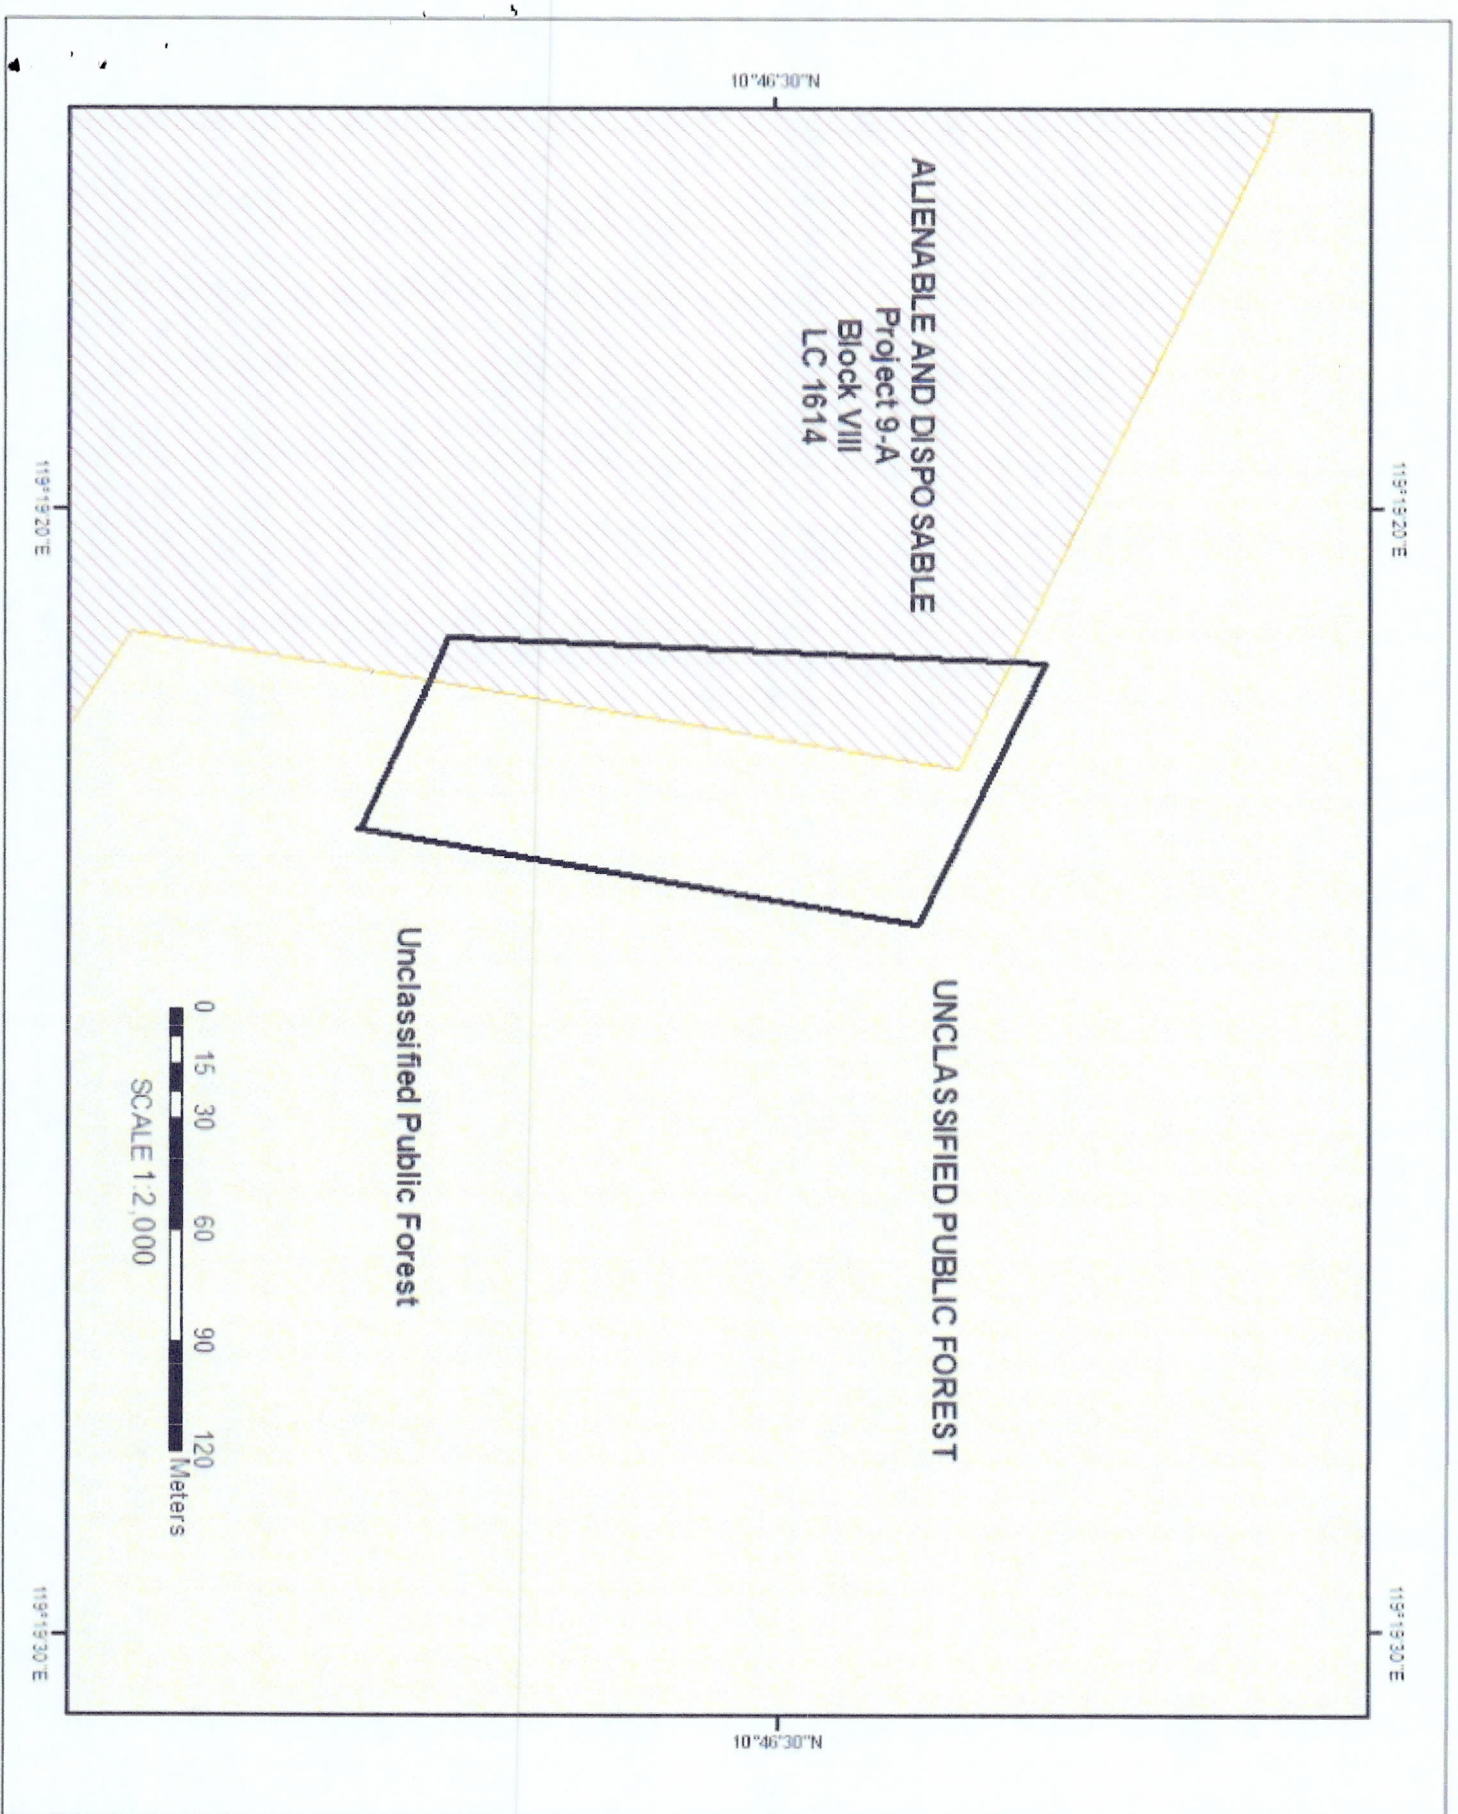 119°19'20"E
119°19'30"E
10°46'30"N
10°46'30"N
ALIENABLE AND DISPOSABLE
Project 9-A
Block VIII
LC 1614
UNCLASSIFIED PUBLIC FOREST
Unclassified Public Forest
0 15 30 60 90 120
Meters
SCALE 1:2,000
119°19'20"E
119°19'30"E